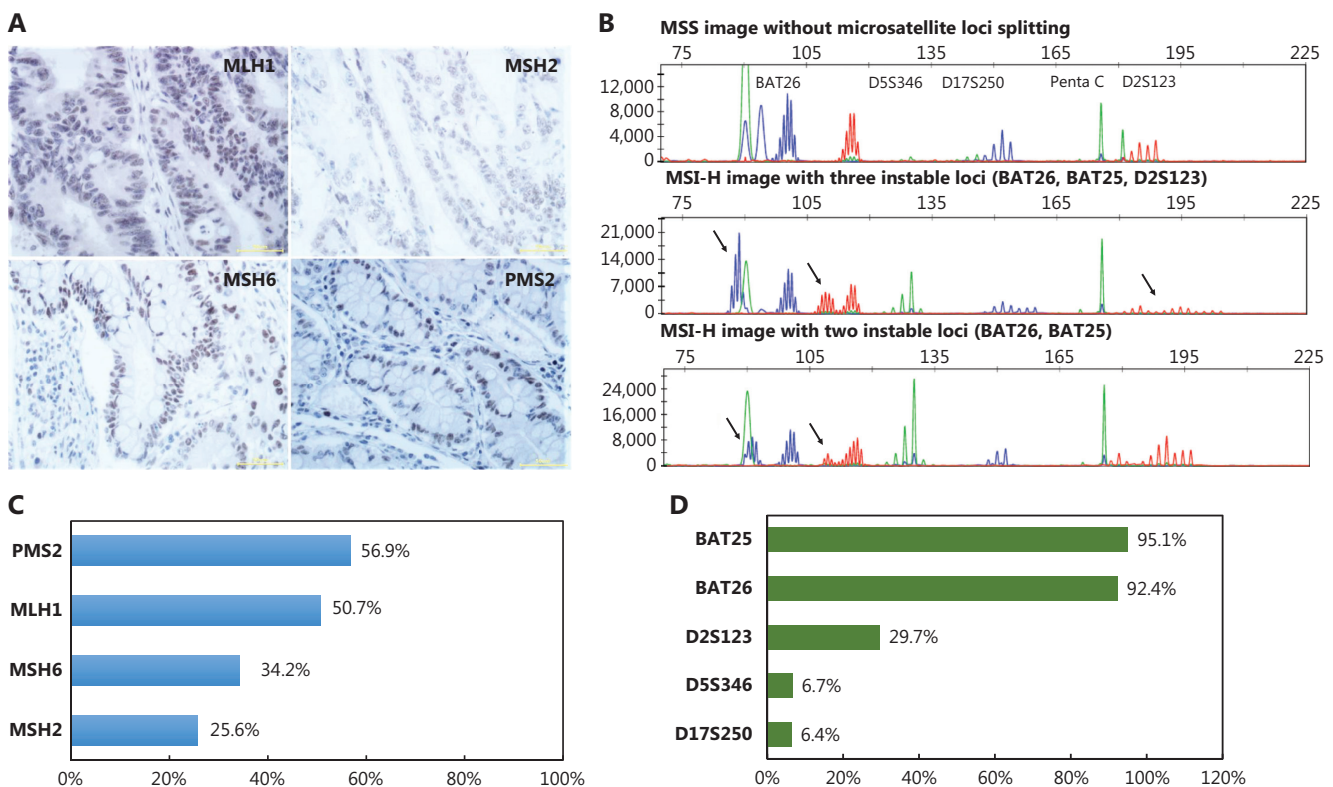 A
MLH1
MSH2
MSH6
PMS2
B
MSS image without microsatellite loci splitting
75 105 135 165 195 225
BAT26 D5S346 D17S250 Penta C D2S123
12,000
8,000
4,000
0
MSI-H image with three instable loci (BAT26, BAT25, D2S123)
75 105 135 165 195 225
21,000
14,000
7,000
0
MSI-H image with two instable loci (BAT26, BAT25)
75 105 135 165 195 225
24,000
16,000
8,000
0
C
PMS2 56.9%
MLH1 50.7%
MSH6 34.2%
MSH2 25.6%
0% 20% 40% 60% 80% 100%
D
BAT25 95.1%
BAT26 92.4%
D2S123 29.7%
D5S346 6.7%
D17S250 6.4%
0% 20% 40% 60% 80% 100% 120%